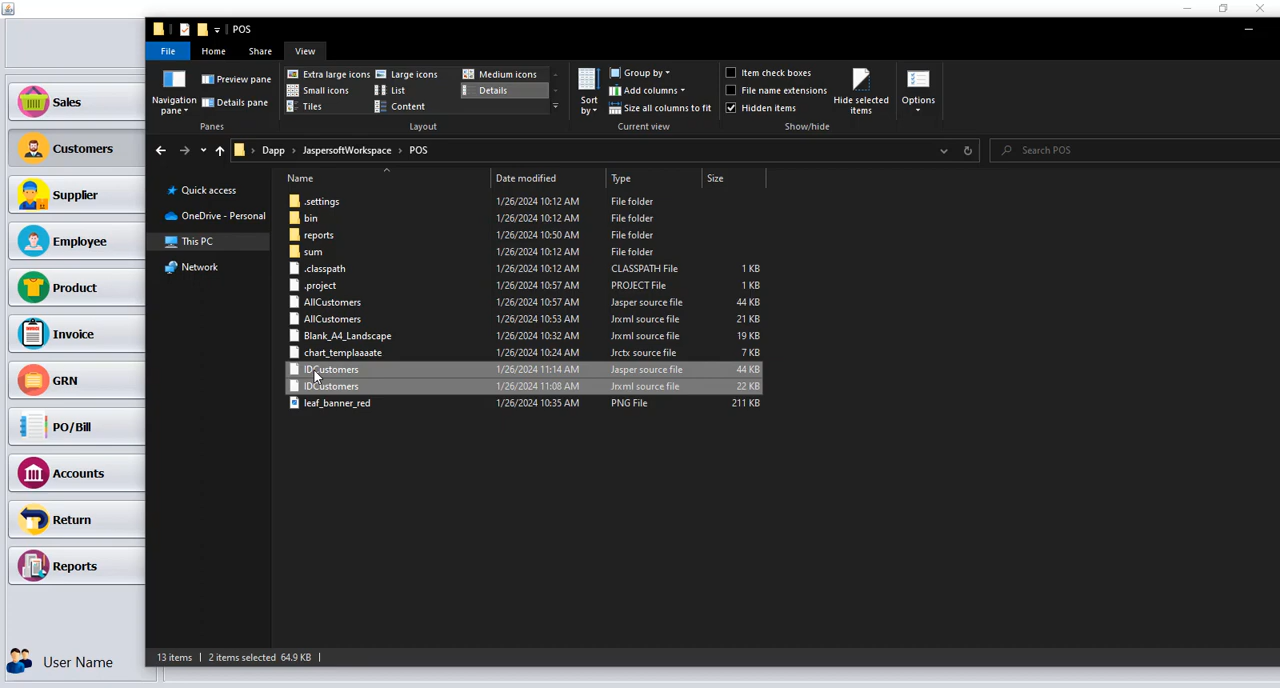 POS
File Home Share View
Navigation pane
Preview pane
Details pane
Panes
Extra large icons Large icons Medium icons
Small icons List Details
Tiles Content
Layout
Sort by
Group by
Add columns
Size all columns to fit
Current view
Item check boxes
File name extensions
Hidden items
Hide selected items
Show/hide
Options
Dapp > JaspersoftWorkspace > POS
Search POS
Sales
Customers
Supplier
Employee
Product
Invoice
GRN
PO/Bill
Accounts
Return
Reports
User Name
Quick access
OneDrive - Personal
This PC
Network
Name Date modified Type Size
.settings 1/26/2024 10:12 AM File folder
bin 1/26/2024 10:12 AM File folder
reports 1/26/2024 10:50 AM File folder
sum 1/26/2024 10:12 AM File folder
.classpath 1/26/2024 10:12 AM CLASSPATH File 1 KB
.project 1/26/2024 10:57 AM PROJECT File 1 KB
AllCustomers 1/26/2024 10:57 AM Jasper source file 44 KB
AllCustomers 1/26/2024 10:53 AM Jrxml source file 21 KB
Blank_A4_Landscape 1/26/2024 10:32 AM Jrxml source file 19 KB
chart_templaaaate 1/26/2024 10:24 AM Jrctx source file 7 KB
IDCustomers 1/26/2024 11:14 AM Jasper source file 44 KB
IDCustomers 1/26/2024 11:08 AM Jrxml source file 22 KB
leaf_banner_red 1/26/2024 10:35 AM PNG File 211 KB
13 items 2 items selected 64.9 KB